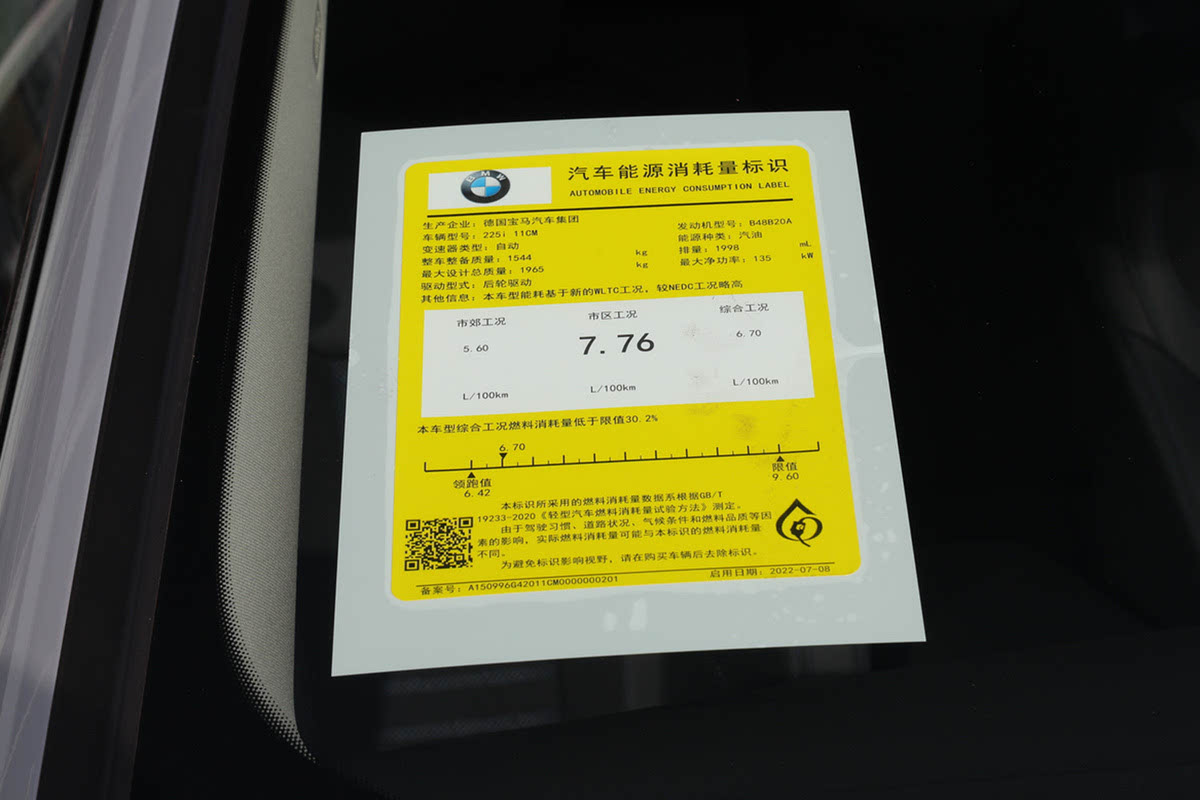 BMW
汽车能源消耗量标识
AUTOMOBILE ENERGY CONSUMPTION LABEL
生产企业：德国宝马汽车集团
车辆型号：225i 11CM
变速器类型：自动
整车整备质量：1544 kg
最大设计总质量：1965 kg
驱动型式：后轮驱动
其他信息：本车型能耗基于新的WLTC工况，较NEDC工况略高
发动机型号：B48B20A
能源种类：汽油
排量：1998 mL
最大净功率：135 kW
市郊工况 市区工况 综合工况
5.60 7.76 6.70
L/100km L/100km L/100km
本车型综合工况燃料消耗量低于限值30.2%
6.70
领跑值 限值
6.42 9.60
本标识所采用的燃料消耗量数据系根据GB/T
19233-2020《轻型汽车燃料消耗量试验方法》测定。
由于驾驶习惯、道路状况、气候条件和燃料品质等因
素的影响，实际燃料消耗量可能与本标识的燃料消耗量
不同。
为避免标识影响视野，请在购买车辆后去除标识。
备案号：A150996G42011CM0000000201 启用日期：2022-07-08